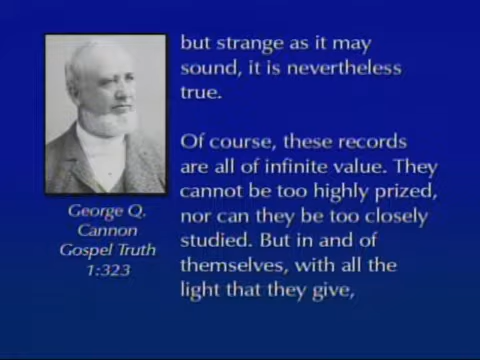 but strange as it may
sound, it is nevertheless
true.
Of course, these records
are all of infinite value. They
cannot be too highly prized,
nor can they be too closely
studied. But in and of
themselves, with all the
light that they give,
George Q.
Cannon
Gospel Truth
1:323